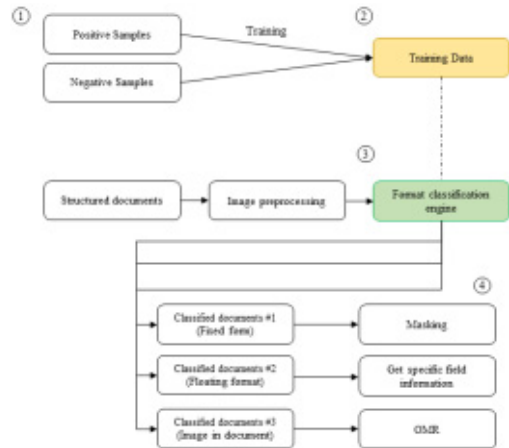 ①
②
Positive Samples
Training
Training Data
Negative Samples
③
Structured documents
Image preprocessing
Format classification
engine
④
Classified documents #1
(Fixed form)
Masking
Classified documents #2
(Floating format)
Get specific field
information
Classified documents #3
(Image in document)
OMR